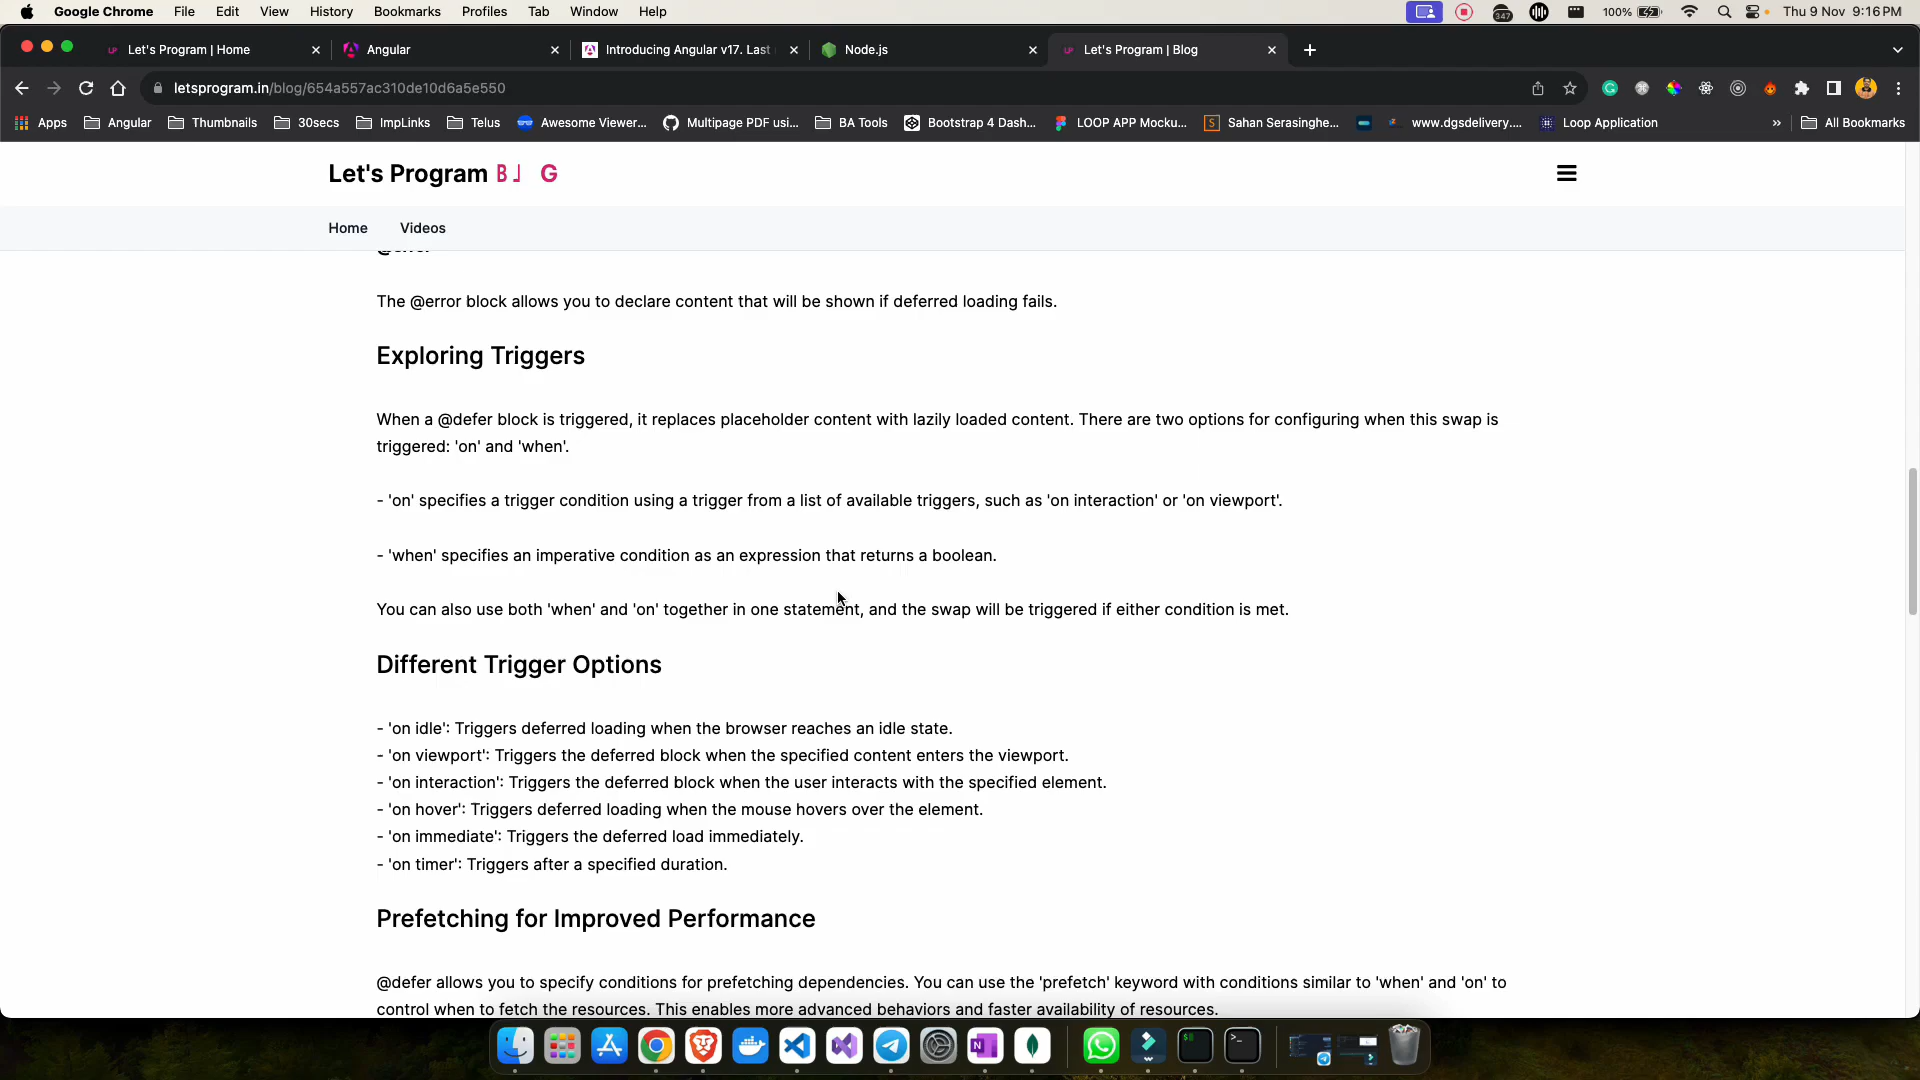 Google Chrome File Edit View History Bookmarks Profiles Tab Window Help 347 100% Thu 9 Nov 9:16 PM
Let's Program | Home Angular Introducing Angular v17. Last Node.js Let's Program | Blog
letsprogram.in/blog/654a557ac310de10d6a5e550
Apps Angular Thumbnails 30secs ImpLinks Telus Awesome Viewer... Multipage PDF usi... BA Tools Bootstrap 4 Dash... LOOP APP Mocku... Sahan Serasinghe... www.dgsdelivery.... Loop Application » All Bookmarks
Let's Program B G
Home Videos
The @error block allows you to declare content that will be shown if deferred loading fails.
Exploring Triggers
When a @defer block is triggered, it replaces placeholder content with lazily loaded content. There are two options for configuring when this swap is
triggered: 'on' and 'when'.
- 'on' specifies a trigger condition using a trigger from a list of available triggers, such as 'on interaction' or 'on viewport'.
- 'when' specifies an imperative condition as an expression that returns a boolean.
You can also use both 'when' and 'on' together in one statement, and the swap will be triggered if either condition is met.
Different Trigger Options
- 'on idle': Triggers deferred loading when the browser reaches an idle state.
- 'on viewport': Triggers the deferred block when the specified content enters the viewport.
- 'on interaction': Triggers the deferred block when the user interacts with the specified element.
- 'on hover': Triggers deferred loading when the mouse hovers over the element.
- 'on immediate': Triggers the deferred load immediately.
- 'on timer': Triggers after a specified duration.
Prefetching for Improved Performance
@defer allows you to specify conditions for prefetching dependencies. You can use the 'prefetch' keyword with conditions similar to 'when' and 'on' to
control when to fetch the resources. This enables more advanced behaviors and faster availability of resources.